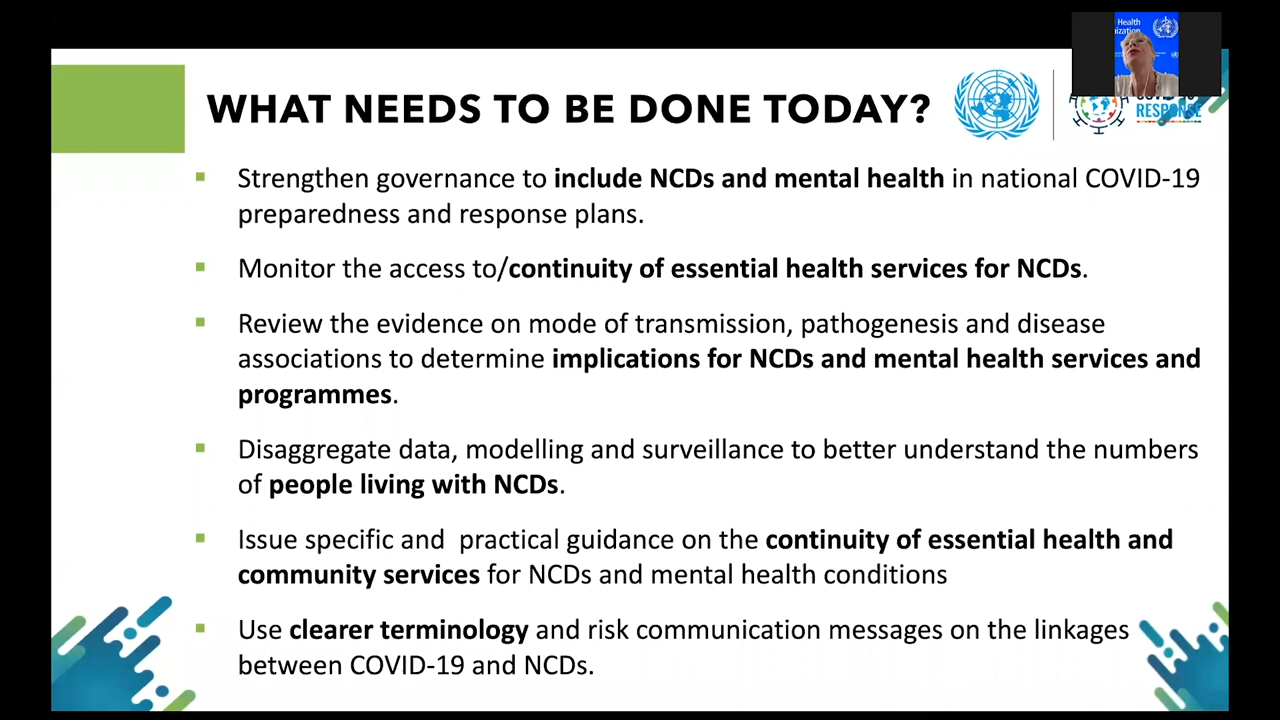 Health
WHAT NEEDS TO BE DONE TODAY?
RESPONSE
Strengthen governance to include NCDs and mental health in national COVID-19
preparedness and response plans.
Monitor the access to/continuity of essential health services for NCDs.
Review the evidence on mode of transmission, pathogenesis and disease
associations to determine implications for NCDs and mental health services and
programmes.
Disaggregate data, modelling and surveillance to better understand the numbers
of people living with NCDs.
Issue specific and  practical guidance on the continuity of essential health and
community services for NCDs and mental health conditions
Use clearer terminology and risk communication messages on the linkages
between COVID-19 and NCDs.